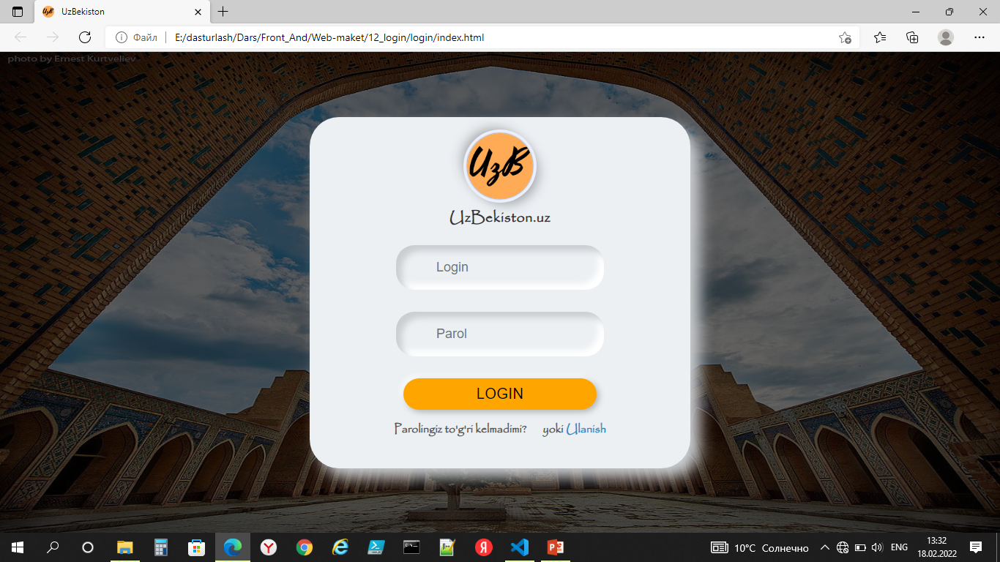 UzBekiston
Файл
E:/dasturlash/Dars/Front_And/Web-maket/12_login/login/index.html
photo by Ernest Kurtveliev
UzB
UzBekiston.uz
Login
Parol
LOGIN
Parolingiz to'g'ri kelmadimi? yoki Ulanish
10°C Солнечно
ENG
13:32
18.02.2022